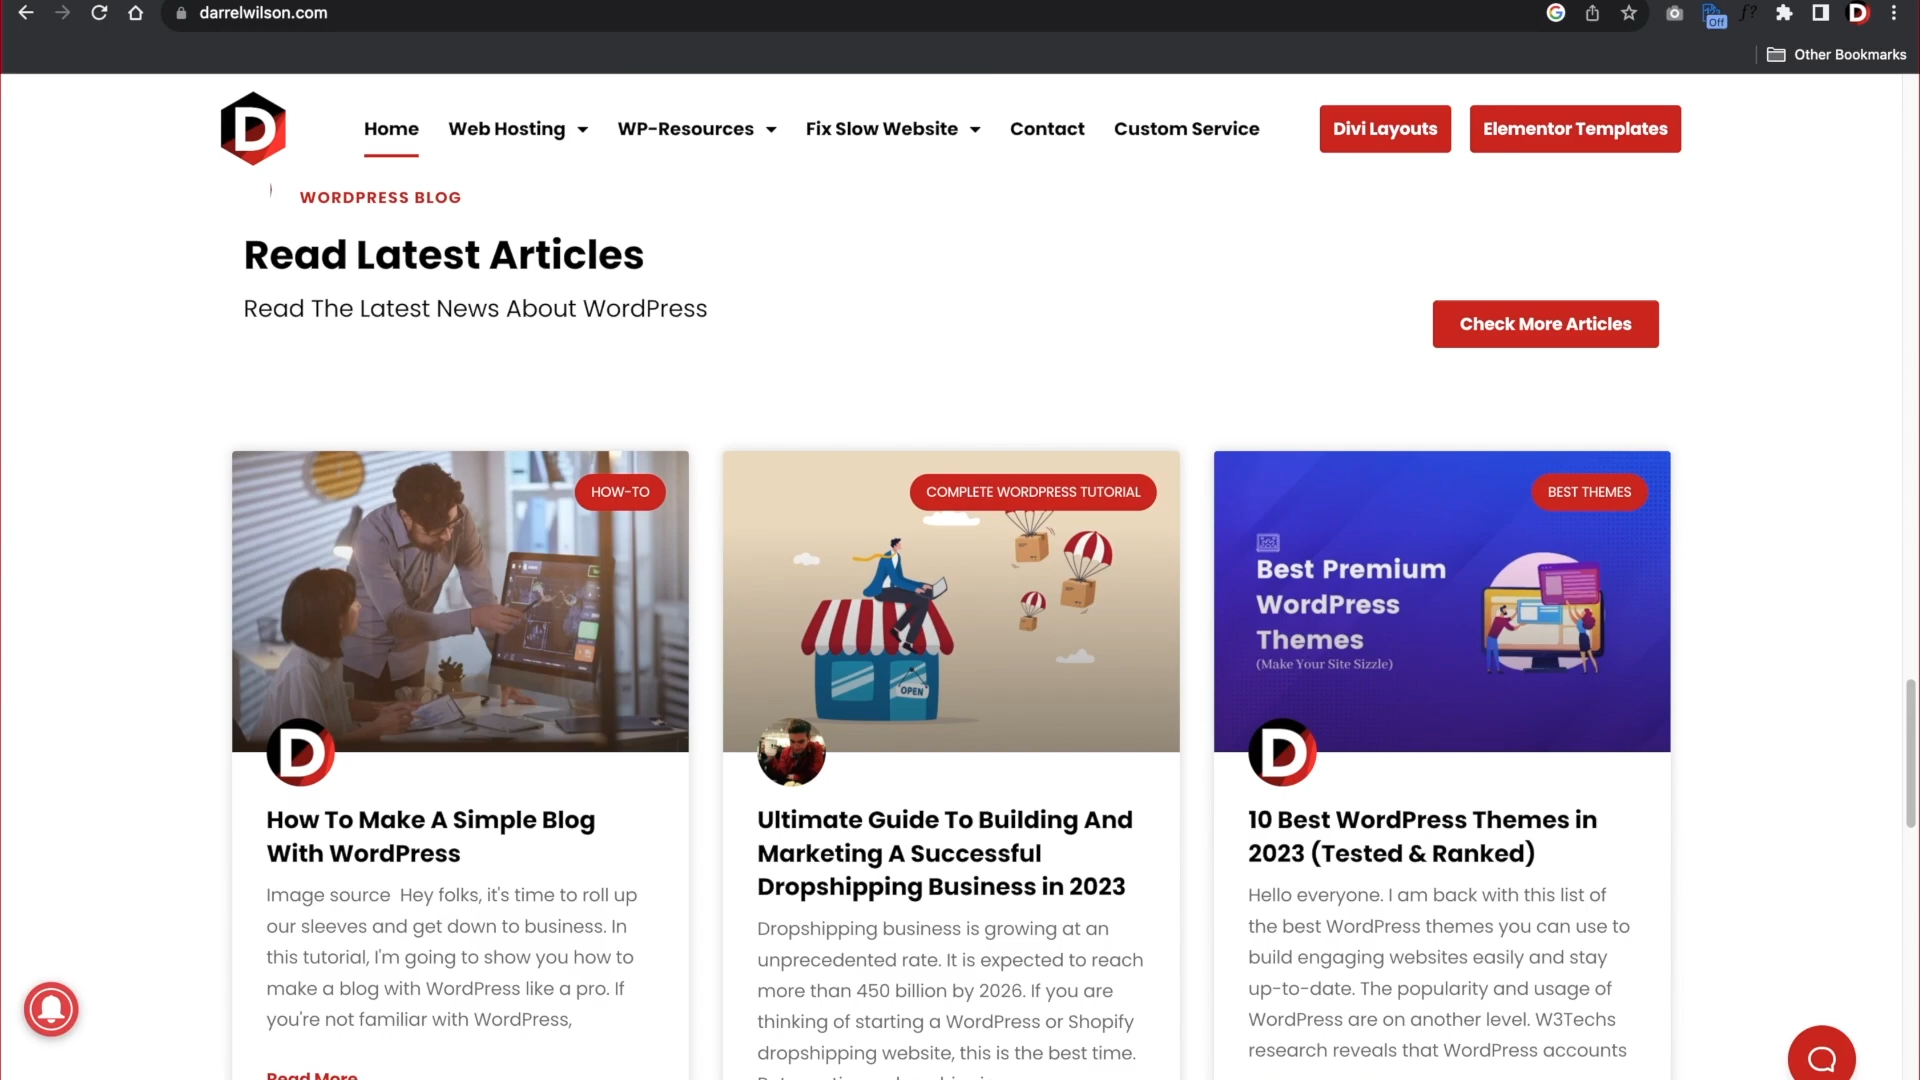 darrelwilson.com
Off
f?
D
Other Bookmarks
D
Home
Web Hosting
WP-Resources
Fix Slow Website
Contact
Custom Service
Divi Layouts
Elementor Templates
WORDPRESS BLOG
Read Latest Articles
Read The Latest News About WordPress
Check More Articles
HOW-TO
D
How To Make A Simple Blog
With WordPress
Image source Hey folks, it's time to roll up
our sleeves and get down to business. In
this tutorial, I'm going to show you how to
make a blog with WordPress like a pro. If
you're not familiar with WordPress,
Read More
COMPLETE WORDPRESS TUTORIAL
OPEN
Ultimate Guide To Building And
Marketing A Successful
Dropshipping Business in 2023
Dropshipping business is growing at an
unprecedented rate. It is expected to reach
more than 450 billion by 2026. If you are
thinking of starting a WordPress or Shopify
dropshipping website, this is the best time.
BEST THEMES
Best Premium
WordPress
Themes
(Make Your Site Sizzle)
D
10 Best WordPress Themes in
2023 (Tested & Ranked)
Hello everyone. I am back with this list of
the best WordPress themes you can use to
build engaging websites easily and stay
up-to-date. The popularity and usage of
WordPress are on another level. W3Techs
research reveals that WordPress accounts